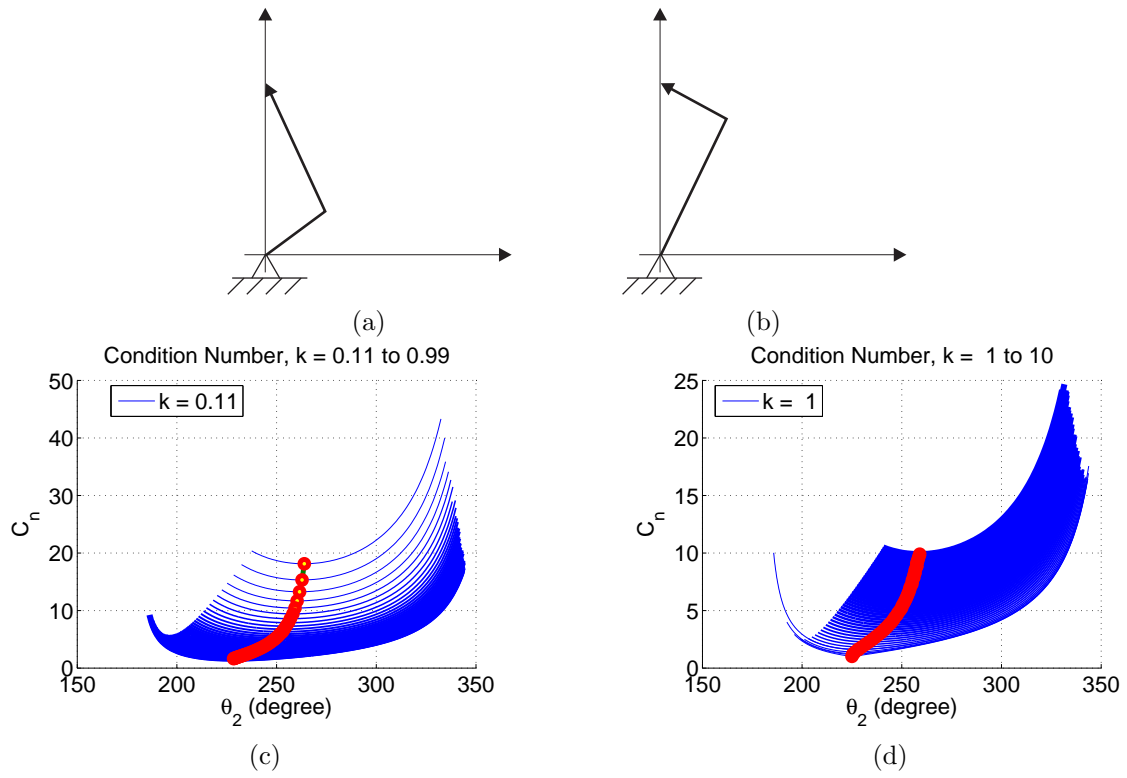 (a)
(b)
Condition Number, k = 0.11 to 0.99
50
40
30
20
10
0
C_n
k = 0.11
150
200
250
300
350
θ_2 (degree)
(c)
Condition Number, k = 1 to 10
25
20
15
10
5
0
C_n
k = 1
150
200
250
300
350
θ_2 (degree)
(d)